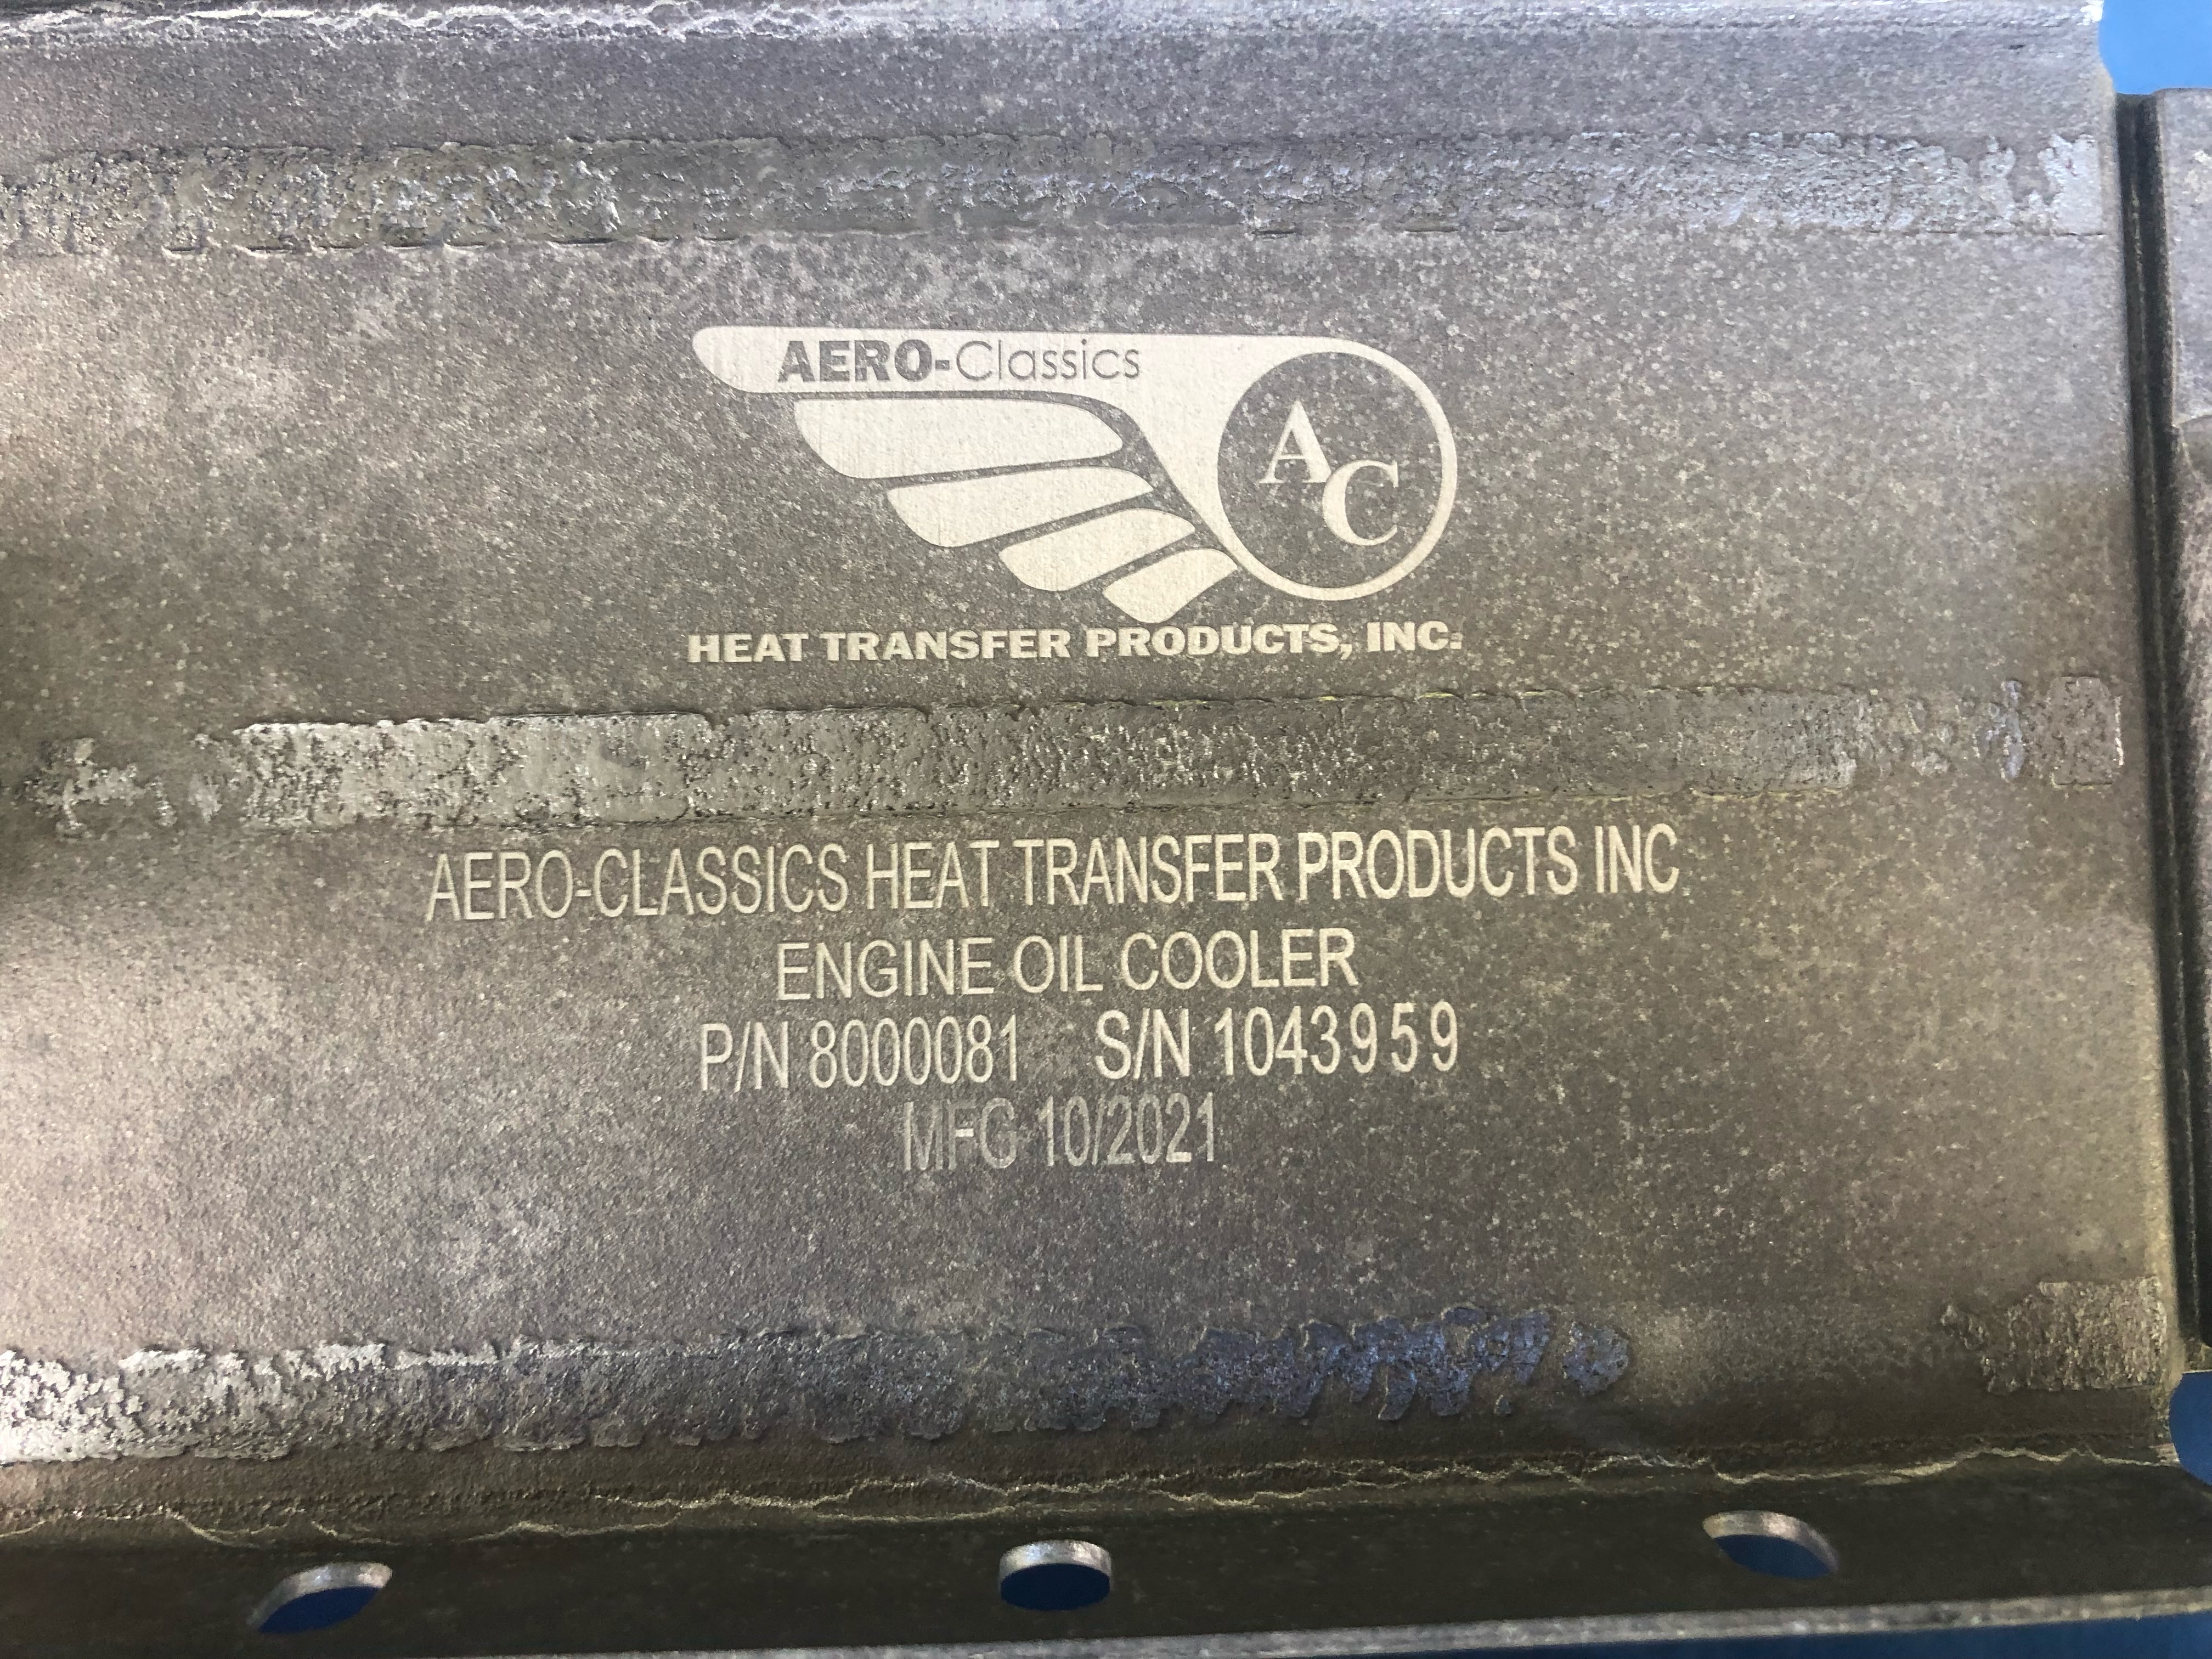 AERO-Classics
AC
HEAT TRANSFER PRODUCTS, INC.
AERO-CLASSICS HEAT TRANSFER PRODUCTS INC
ENGINE OIL COOLER
P/N 8000081 S/N 1043959
MFG 10/2021